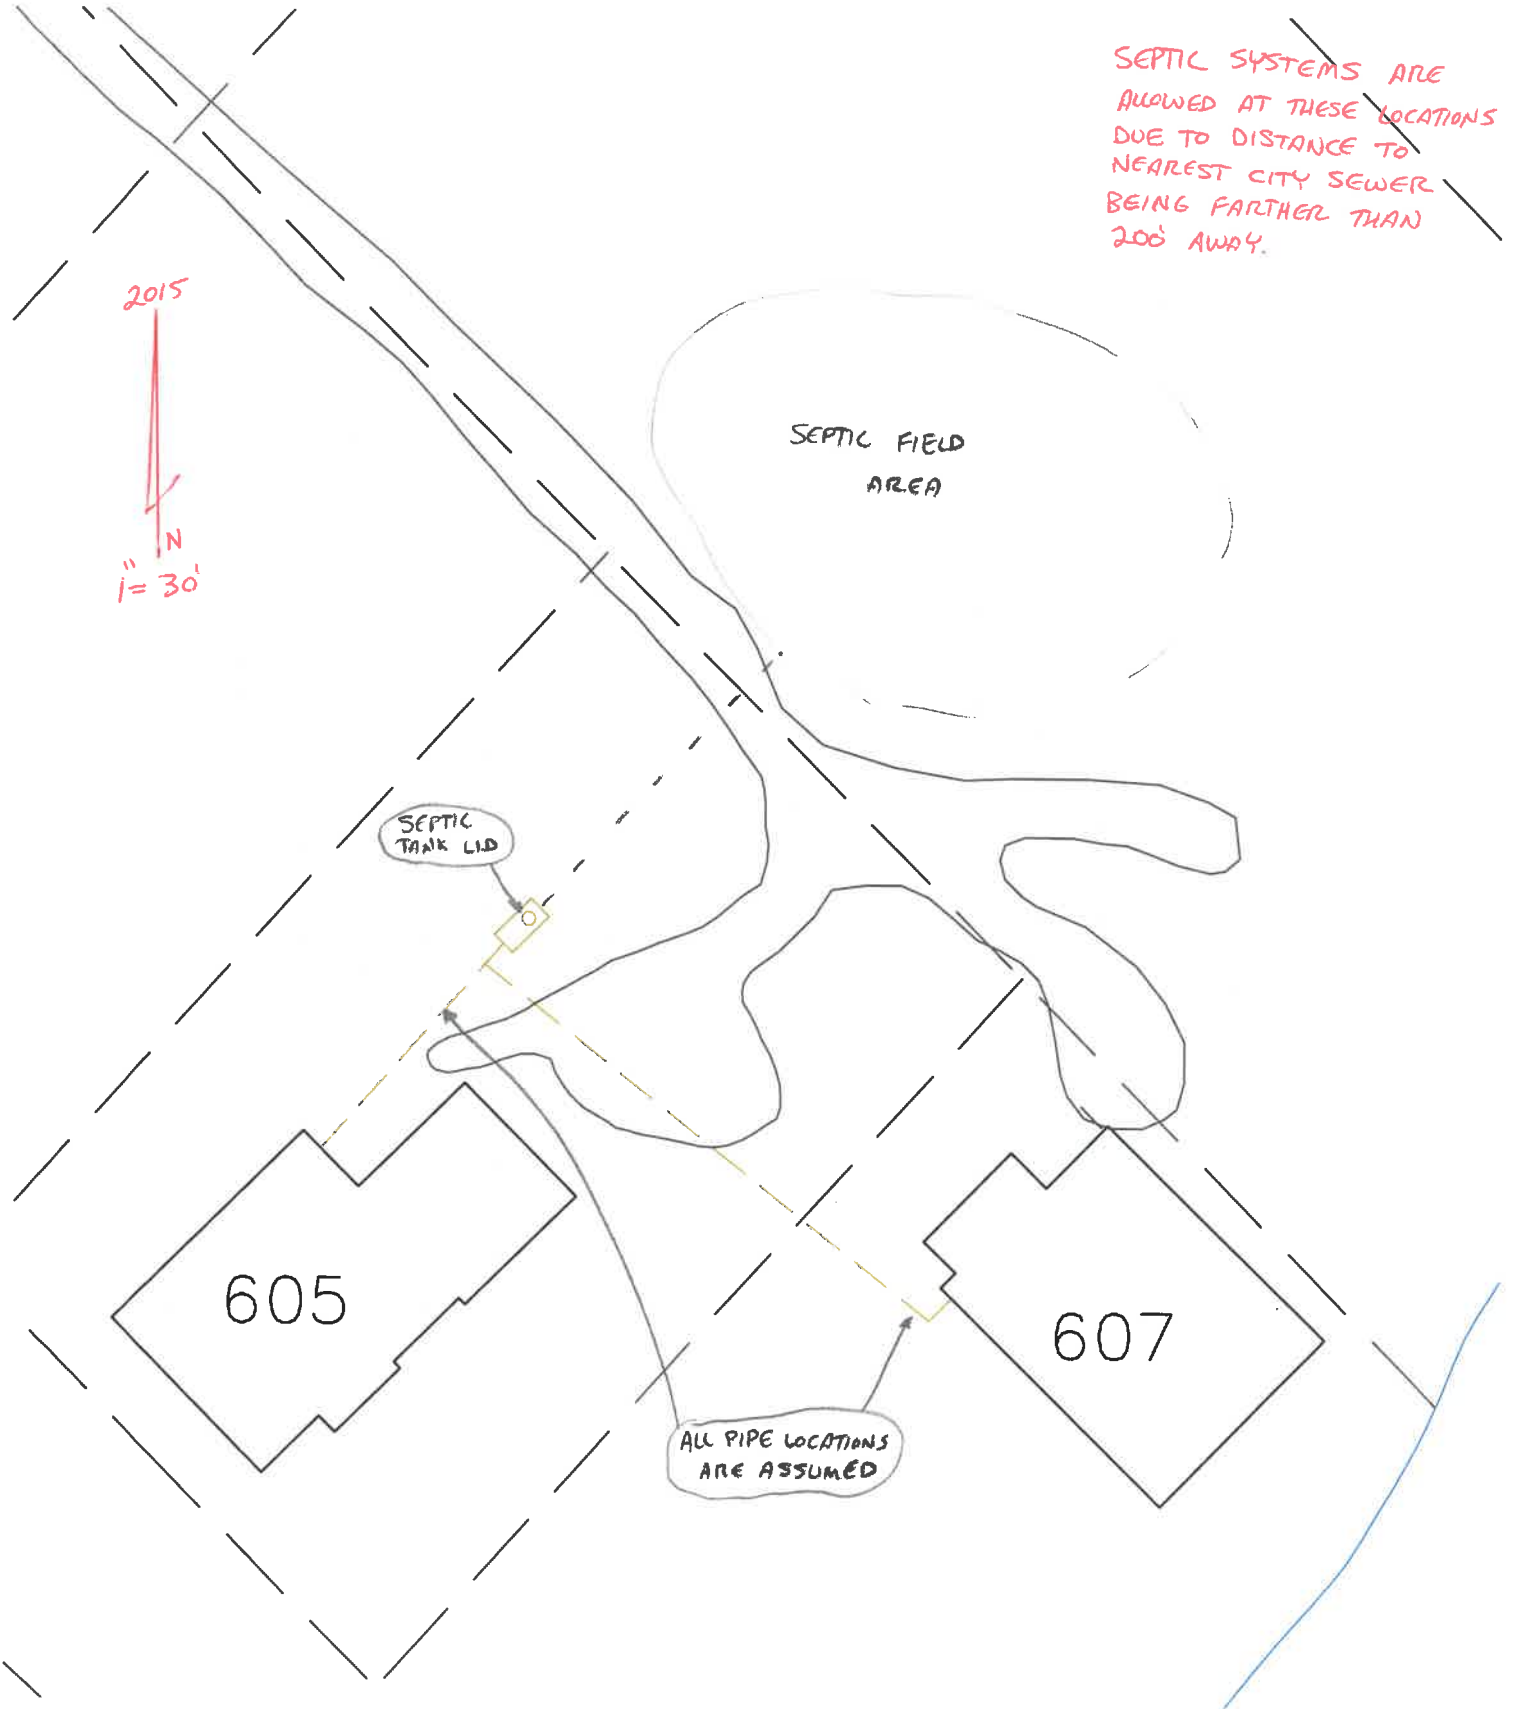 SEPTIC SYSTEMS ARE
ALLOWED AT THESE LOCATIONS
DUE TO DISTANCE TO
NEAREST CITY SEWER
BEING FARTHER THAN
200' AWAY.
2015
N
1" = 30'
SEPTIC FIELD
AREA
SEPTIC
TANK LID
605
607
ALL PIPE LOCATIONS
ARE ASSUMED